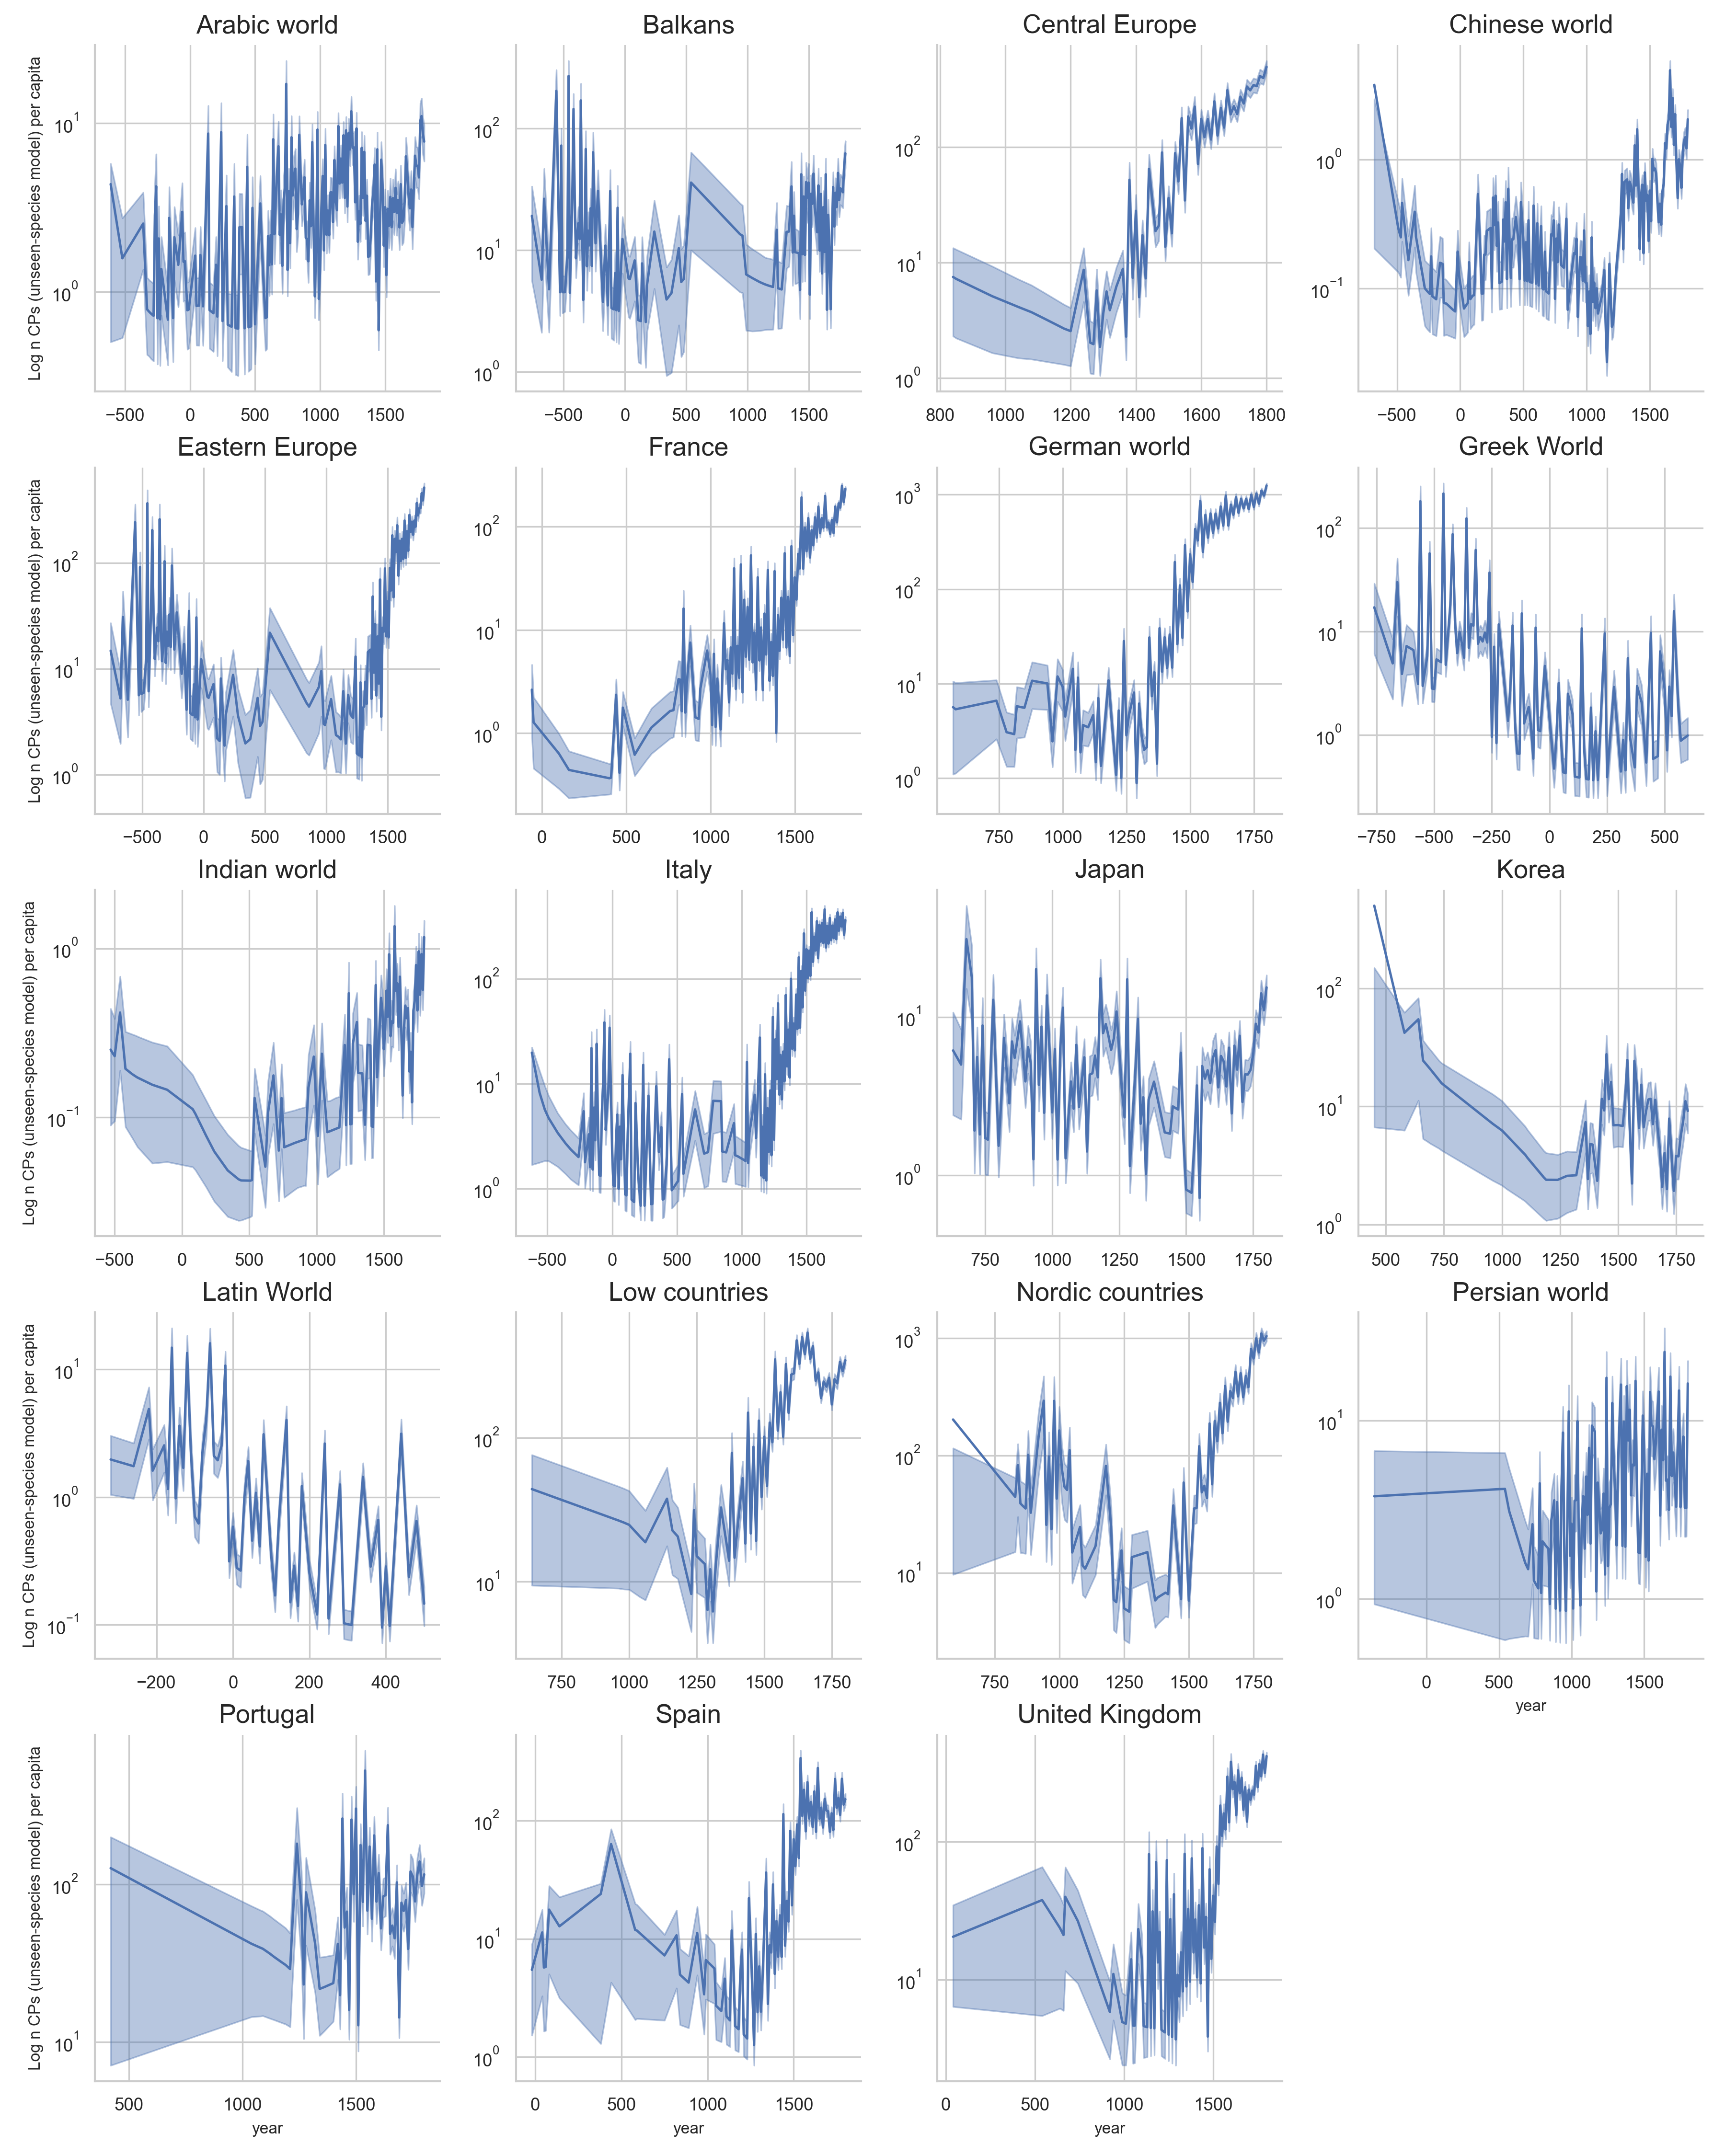 Arabic world
Balkans
Central Europe
Chinese world
Log n CPs (unseen-species model) per capita
10^1
10^0
−500 0 500 1000 1500
10^2
10^1
10^0
−500 0 500 1000 1500
10^2
10^1
10^0
800 1000 1200 1400 1600 1800
10^0
10^−1
−500 0 500 1000 1500
Eastern Europe
France
German world
Greek World
Log n CPs (unseen-species model) per capita
10^2
10^1
10^0
−500 0 500 1000 1500
10^2
10^1
10^0
0 500 1000 1500
10^3
10^2
10^1
10^0
750 1000 1250 1500 1750
10^2
10^1
10^0
−750 −500 −250 0 250 500
Indian world
Italy
Japan
Korea
Log n CPs (unseen-species model) per capita
10^0
10^−1
−500 0 500 1000 1500
10^2
10^1
10^0
−500 0 500 1000 1500
10^1
10^0
750 1000 1250 1500 1750
10^2
10^1
10^0
500 750 1000 1250 1500 1750
Latin World
Low countries
Nordic countries
Persian world
Log n CPs (unseen-species model) per capita
10^1
10^0
10^−1
−200 0 200 400
10^2
10^1
750 1000 1250 1500 1750
10^3
10^2
10^1
750 1000 1250 1500 1750
10^1
10^0
0 500 1000 1500
year
Portugal
Spain
United Kingdom
Log n CPs (unseen-species model) per capita
10^2
10^1
500 1000 1500
year
10^2
10^1
10^0
0 500 1000 1500
year
10^2
10^1
0 500 1000 1500
year